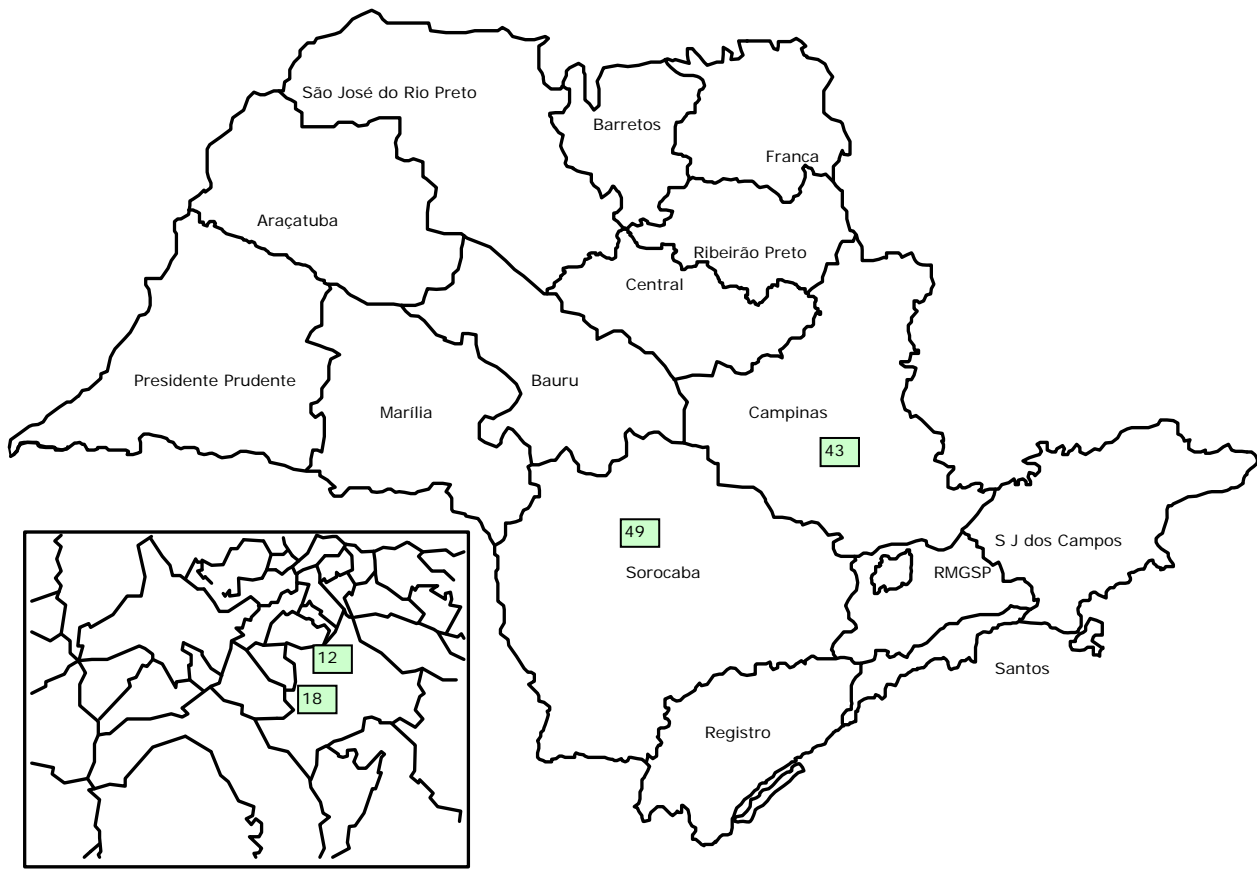 São José do Rio Preto
Barretos
Franca
Araçatuba
Ribeirão Preto
Central
Presidente Prudente
Bauru
Marília
Campinas
43
49
S J dos Campos
Sorocaba
RMGSP
12
Santos
18
Registro